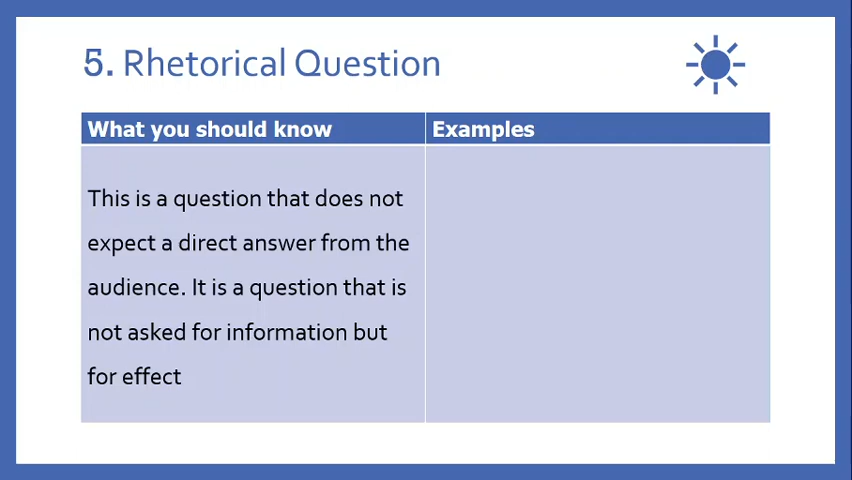 5. Rhetorical Question
What you should know
Examples
This is a question that does not
expect a direct answer from the
audience. It is a question that is
not asked for information but
for effect